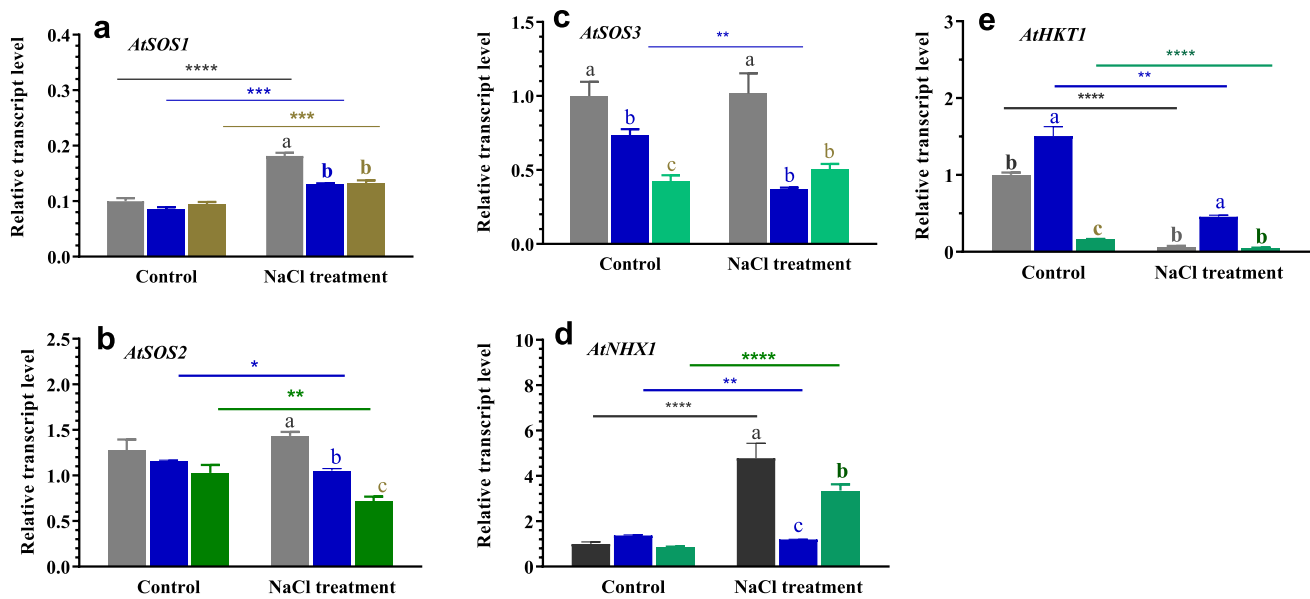 a
AtSOS1
Relative transcript level
0.4
0.3
0.2
0.1
0.0
****
***
***
a
b
b
Control
NaCl treatment
b
AtSOS2
Relative transcript level
2.5
2.0
1.5
1.0
0.5
0.0
*
**
a
b
c
Control
NaCl treatment
c
AtSOS3
Relative transcript level
1.5
1.0
0.5
0.0
**
a
b
c
a
b
b
Control
NaCl treatment
d
AtNHX1
Relative transcript level
10
8
6
4
2
0
****
**
****
a
c
b
Control
NaCl treatment
e
AtHKT1
Relative transcript level
3
2
1
0
****
**
****
b
a
c
b
a
b
Control
NaCl treatment